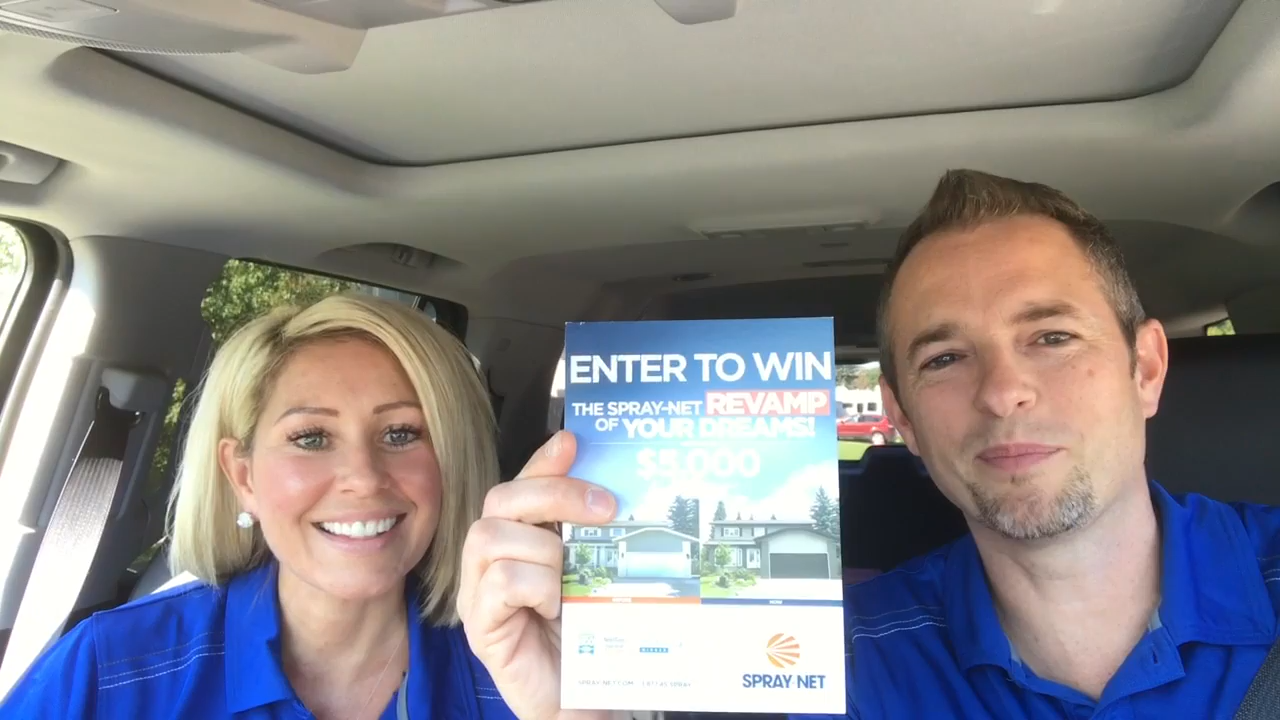 ENTER TO WIN
THE SPRAY-NET REVAMP
OF YOUR DREAMS!
$5,000
SPRAY-NET